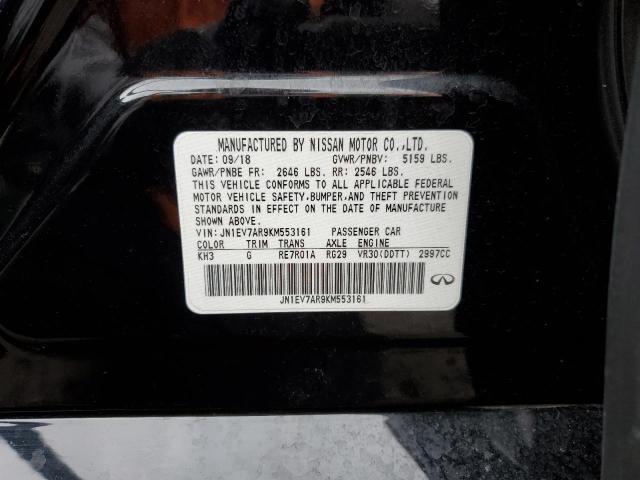 MANUFACTURED BY NISSAN MOTOR CO.,LTD.
DATE: 09/18 GVWR/PNBV: 5159 LBS.
GAWR/PNBE FR: 2646 LBS. RR: 2546 LBS.
THIS VEHICLE CONFORMS TO ALL APPLICABLE FEDERAL
MOTOR VEHICLE SAFETY, BUMPER, AND THEFT PREVENTION
STANDARDS IN EFFECT ON THE DATE OF MANUFACTURE
SHOWN ABOVE.
VIN: JN1EV7AR9KM553161 PASSENGER CAR
COLOR TRIM TRANS AXLE ENGINE
KH3 G RE7R01A RG29 VR30(DDTT) 2997CC
JN1EV7AR9KM553161